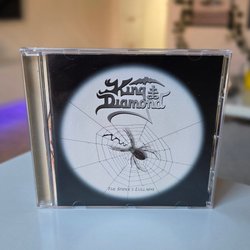 King
Diamond
The Spider's Lullabye